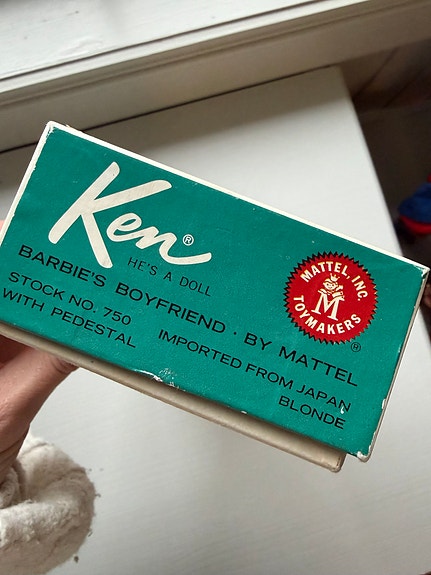 Ken®
HE'S A DOLL
BARBIE'S BOYFRIEND · BY MATTEL
STOCK NO. 750
WITH PEDESTAL
IMPORTED FROM JAPAN
BLONDE
MATTEL, INC.
M
TOYMAKERS
®